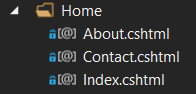 Home
[@] About.cshtml
[@] Contact.cshtml
[@] Index.cshtml